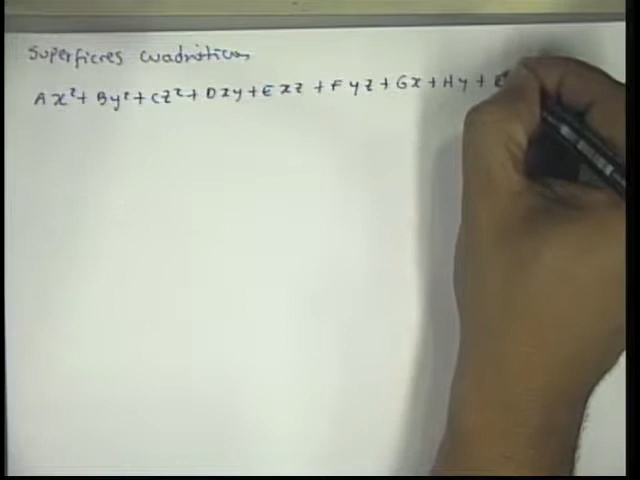 Superficies cuadráticas
Ax²+ By²+ Cz²+ Dxy+Exz +Fyz+Gx+Hy+